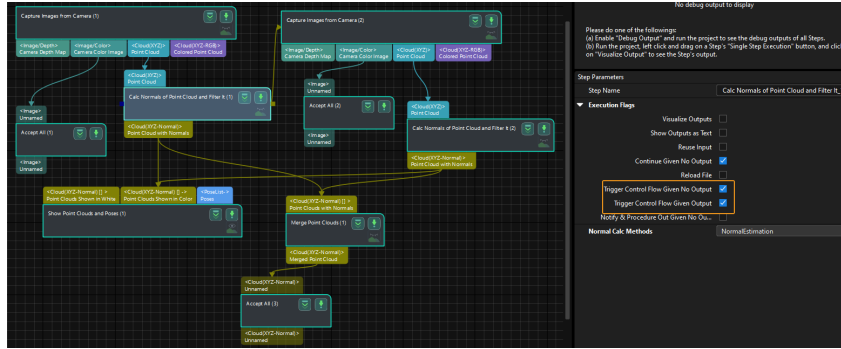 Capture Images from Camera (1)
<Image/Depth>
Camera Depth Map
<Image/Color>
Camera Color Image
<Cloud(XYZ)>
Point Cloud
<Cloud(XYZ-RGB)>
Colored Point Cloud
Capture Images from Camera (2)
<Image/Depth>
Camera Depth Map
<Image/Color>
Camera Color Image
<Cloud(XYZ)>
Point Cloud
<Cloud(XYZ-RGB)>
Colored Point Cloud
<Cloud(XYZ)>
Point Cloud
Calc Normals of Point Cloud and Filter It (1)
<Cloud(XYZ-Normal)>
Point Cloud with Normals
<Image>
Unnamed
Accept All (1)
<Image>
Unnamed
<Image>
Unnamed
Accept All (2)
<Image>
Unnamed
<Cloud(XYZ)>
Point Cloud
Calc Normals of Point Cloud and Filter It (2)
<Cloud(XYZ-Normal)>
Point Cloud with Normals
<Cloud(XYZ-Normal)[]>
Point Clouds Shown in White
<Cloud(XYZ-Normal)[]->
Point Clouds Shown in Color
<PoseList->
Poses
Show Point Clouds and Poses (1)
<Cloud(XYZ-Normal)[]>
Point Clouds with Normals
Merge Point Clouds (1)
<Cloud(XYZ-Normal)>
Merged Point Cloud
<Cloud(XYZ-Normal)>
Unnamed
Accept All (3)
<Cloud(XYZ-Normal)>
Unnamed
No debug output to display
Please do one of the followings:
(a) Enable "Debug Output" and run the project to see the debug outputs of all Steps.
(b) Run the project, left click and drag on a Step's "Single Step Execution" button, and clic
on "Visualize Output" to see the Step's output.
Step Parameters
Step Name
Calc Normals of Point Cloud and Filter It_
Execution Flags
Visualize Outputs
Show Outputs as Text
Reuse Input
Continue Given No Output
Reload File
Trigger Control Flow Given No Output
Trigger Control Flow Given Output
Notify & Procedure Out Given No Ou...
Normal Calc Methods
NormalEstimation